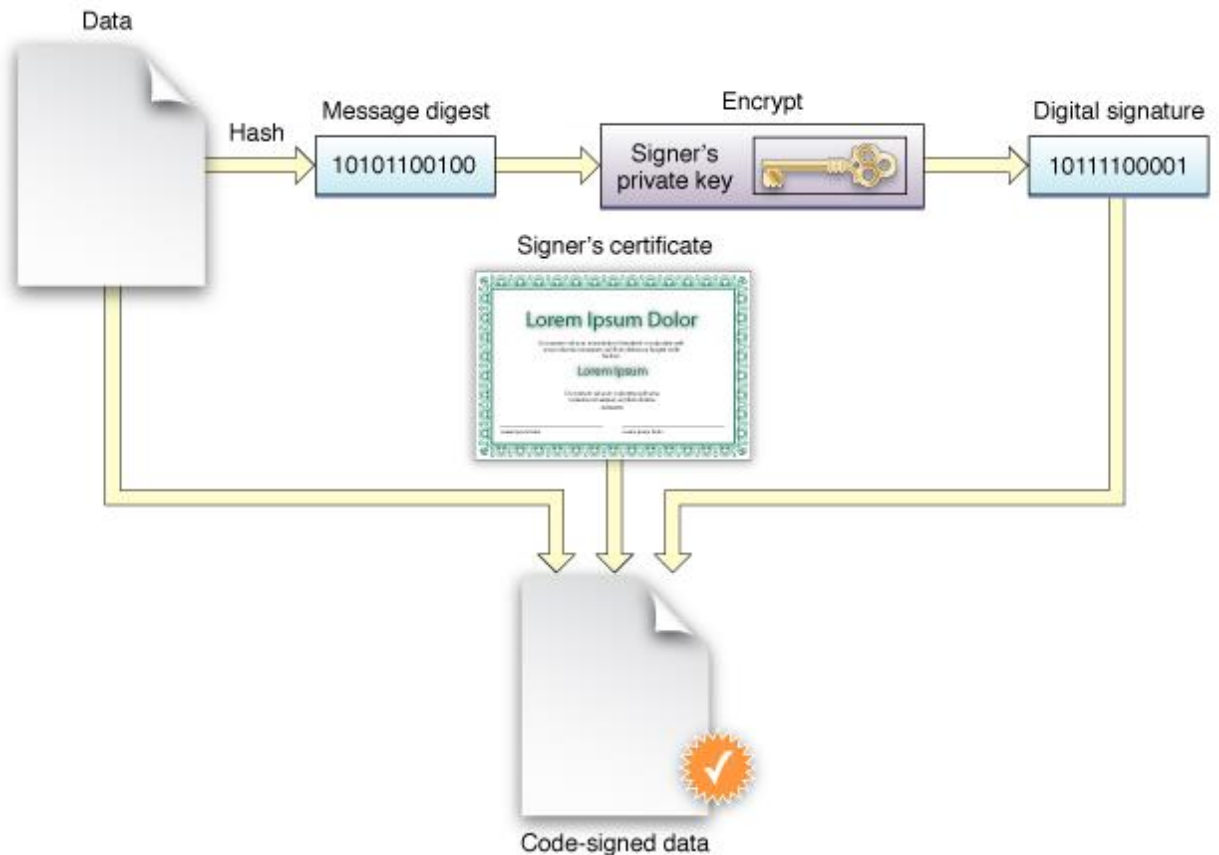 Data
Hash
Message digest
10101100100
Encrypt
Signer's
private key
Digital signature
10111100001
Signer's certificate
Lorem Ipsum Dolor
Lorem Ipsum
Code-signed data